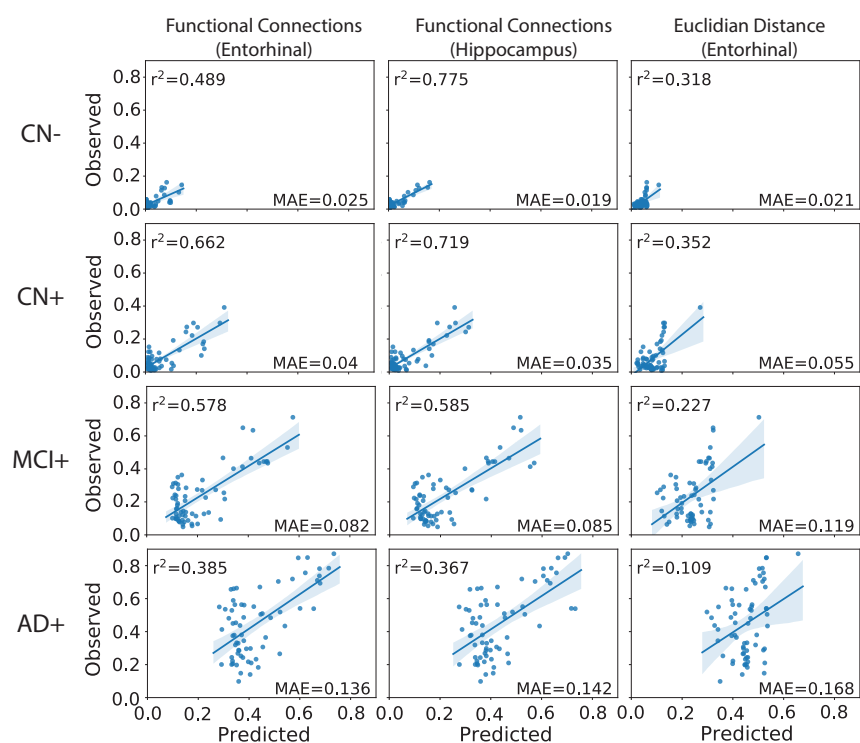 Functional Connections
(Entorhinal)
Functional Connections
(Hippocampus)
Euclidian Distance
(Entorhinal)
CN-
Observed
0.8
0.6
0.4
0.2
0.0
r²=0.489
MAE=0.025
r²=0.775
MAE=0.019
r²=0.318
MAE=0.021
CN+
Observed
0.8
0.6
0.4
0.2
0.0
r²=0.662
MAE=0.04
r²=0.719
MAE=0.035
r²=0.352
MAE=0.055
MCI+
Observed
0.8
0.6
0.4
0.2
0.0
r²=0.578
MAE=0.082
r²=0.585
MAE=0.085
r²=0.227
MAE=0.119
AD+
Observed
0.8
0.6
0.4
0.2
0.0
r²=0.385
MAE=0.136
r²=0.367
MAE=0.142
r²=0.109
MAE=0.168
0.0 0.2 0.4 0.6 0.8
Predicted
0.0 0.2 0.4 0.6 0.8
Predicted
0.0 0.2 0.4 0.6 0.8
Predicted